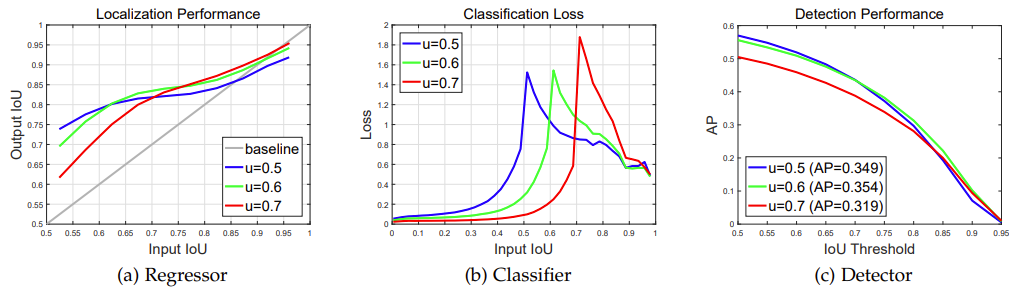 Localization Performance
1
0.95
0.9
0.85
0.8
0.75
0.7
0.65
0.6
0.55
0.5
Output IoU
baseline
u=0.5
u=0.6
u=0.7
0.5 0.55 0.6 0.65 0.7 0.75 0.8 0.85 0.9 0.95 1
Input IoU
(a) Regressor
Classification Loss
2
1.8
1.6
1.4
1.2
1
0.8
0.6
0.4
0.2
0
Loss
u=0.5
u=0.6
u=0.7
0 0.1 0.2 0.3 0.4 0.5 0.6 0.7 0.8 0.9 1
Input IoU
(b) Classifier
Detection Performance
0.6
0.5
0.4
0.3
0.2
0.1
0
AP
u=0.5 (AP=0.349)
u=0.6 (AP=0.354)
u=0.7 (AP=0.319)
0.5 0.55 0.6 0.65 0.7 0.75 0.8 0.85 0.9 0.95
IoU Threshold
(c) Detector